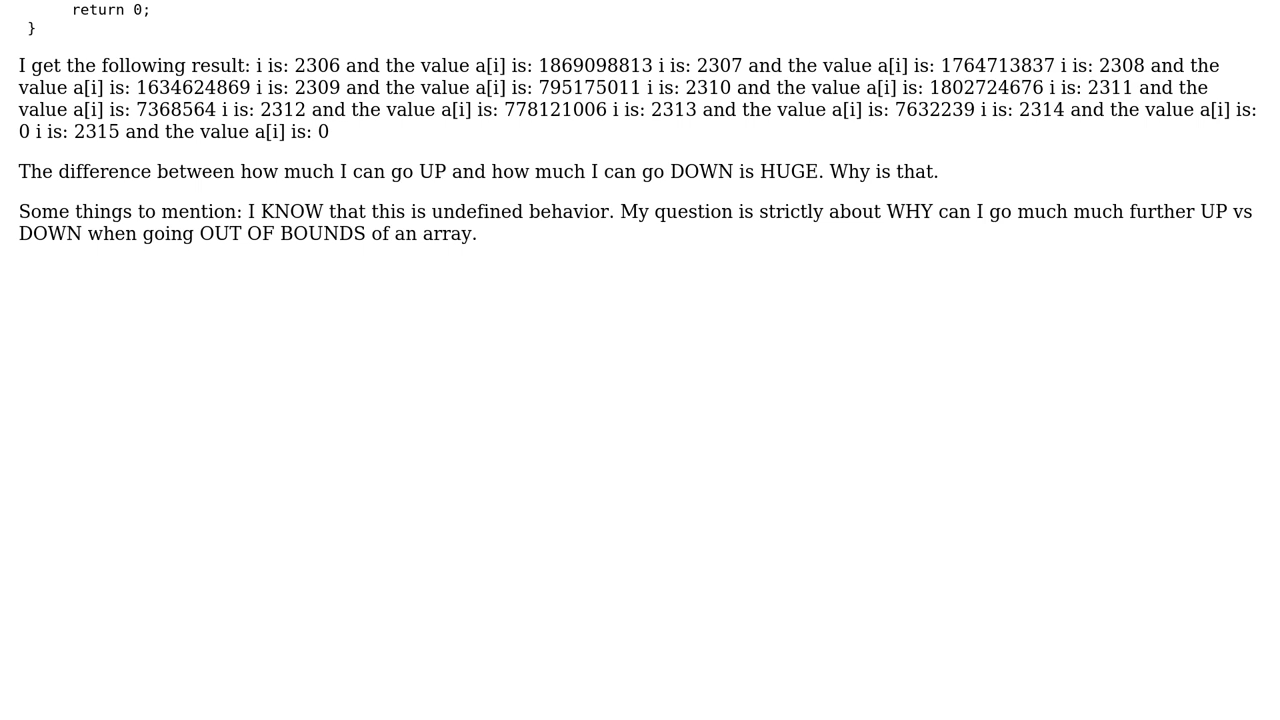 return 0;
}
I get the following result: i is: 2306 and the value a[i] is: 1869098813 i is: 2307 and the value a[i] is: 1764713837 i is: 2308 and the
value a[i] is: 1634624869 i is: 2309 and the value a[i] is: 795175011 i is: 2310 and the value a[i] is: 1802724676 i is: 2311 and the
value a[i] is: 7368564 i is: 2312 and the value a[i] is: 778121006 i is: 2313 and the value a[i] is: 7632239 i is: 2314 and the value a[i] is:
0 i is: 2315 and the value a[i] is: 0
The difference between how much I can go UP and how much I can go DOWN is HUGE. Why is that.
Some things to mention: I KNOW that this is undefined behavior. My question is strictly about WHY can I go much much further UP vs
DOWN when going OUT OF BOUNDS of an array.